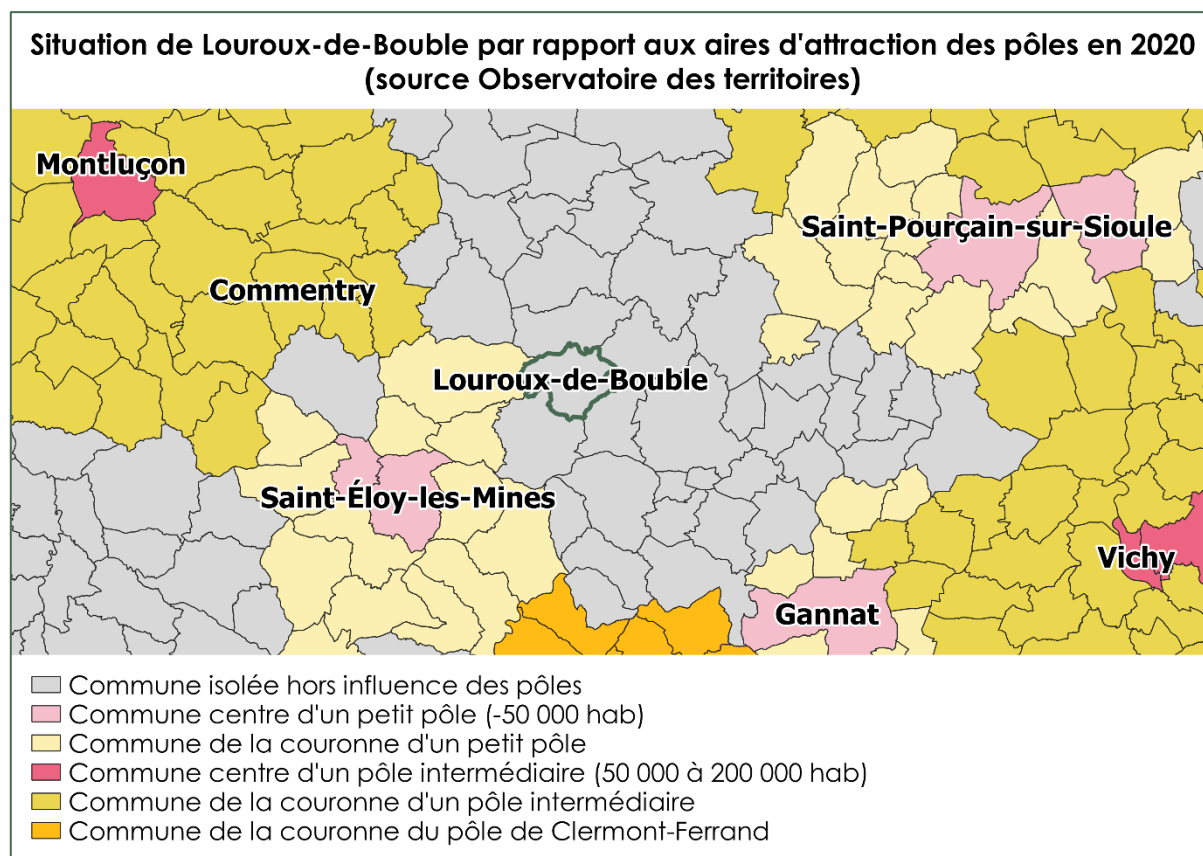 Situation de Louroux-de-Bouble par rapport aux aires d'attraction des pôles en 2020
(source Observatoire des territoires)
Montluçon
Saint-Pourçain-sur-Sioule
Commentry
Louroux-de-Bouble
Saint-Éloy-les-Mines
Vichy
Gannat
Commune isolée hors influence des pôles
Commune centre d'un petit pôle (-50 000 hab)
Commune de la couronne d'un petit pôle
Commune centre d'un pôle intermédiaire (50 000 à 200 000 hab)
Commune de la couronne d'un pôle intermédiaire
Commune de la couronne du pôle de Clermont-Ferrand